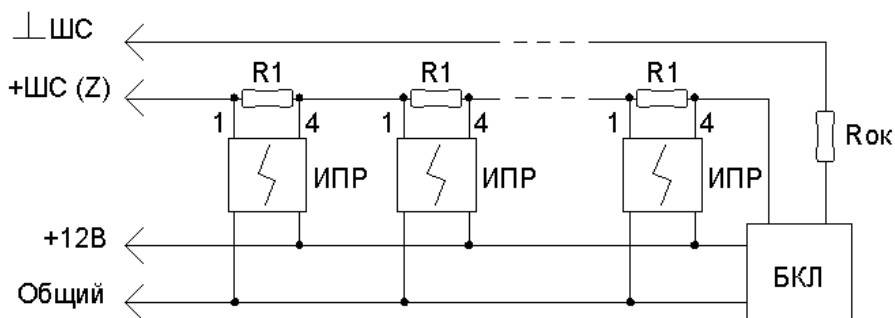 ⊥ ШС
R1 R1 R1
+ШС (Z)
1 4 1 4 1 4
Rок
ИПР ИПР ИПР
+12В
БКЛ
Общий